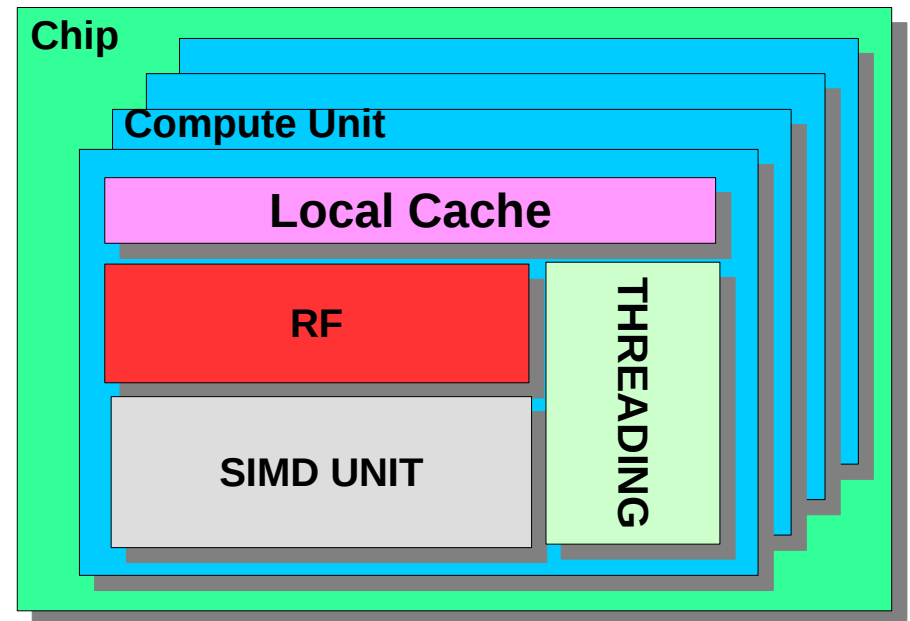 Chip
Compute Unit
Local Cache
RF
THREADING
SIMD UNIT